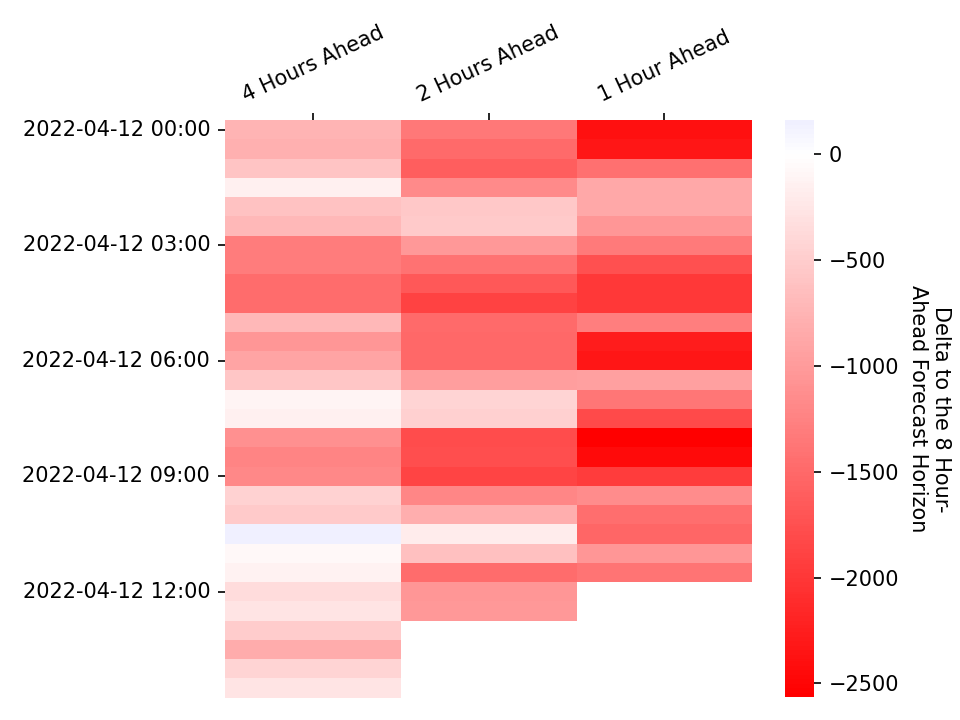 4 Hours Ahead
2 Hours Ahead
1 Hour Ahead
2022-04-12 00:00
2022-04-12 03:00
2022-04-12 06:00
2022-04-12 09:00
2022-04-12 12:00
0
−500
−1000
−1500
−2000
−2500
Delta to the 8 Hour-
Ahead Forecast Horizon